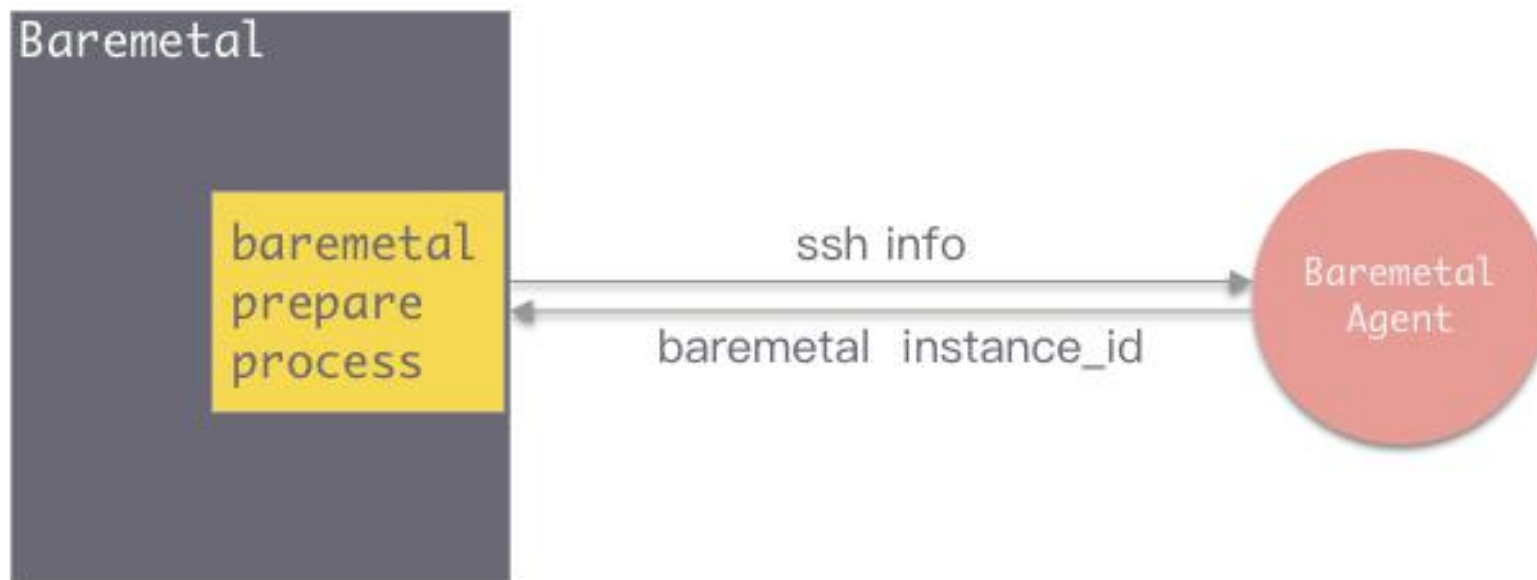 Baremetal
baremetal
prepare
process
ssh info
baremetal instance_id
Baremetal
Agent